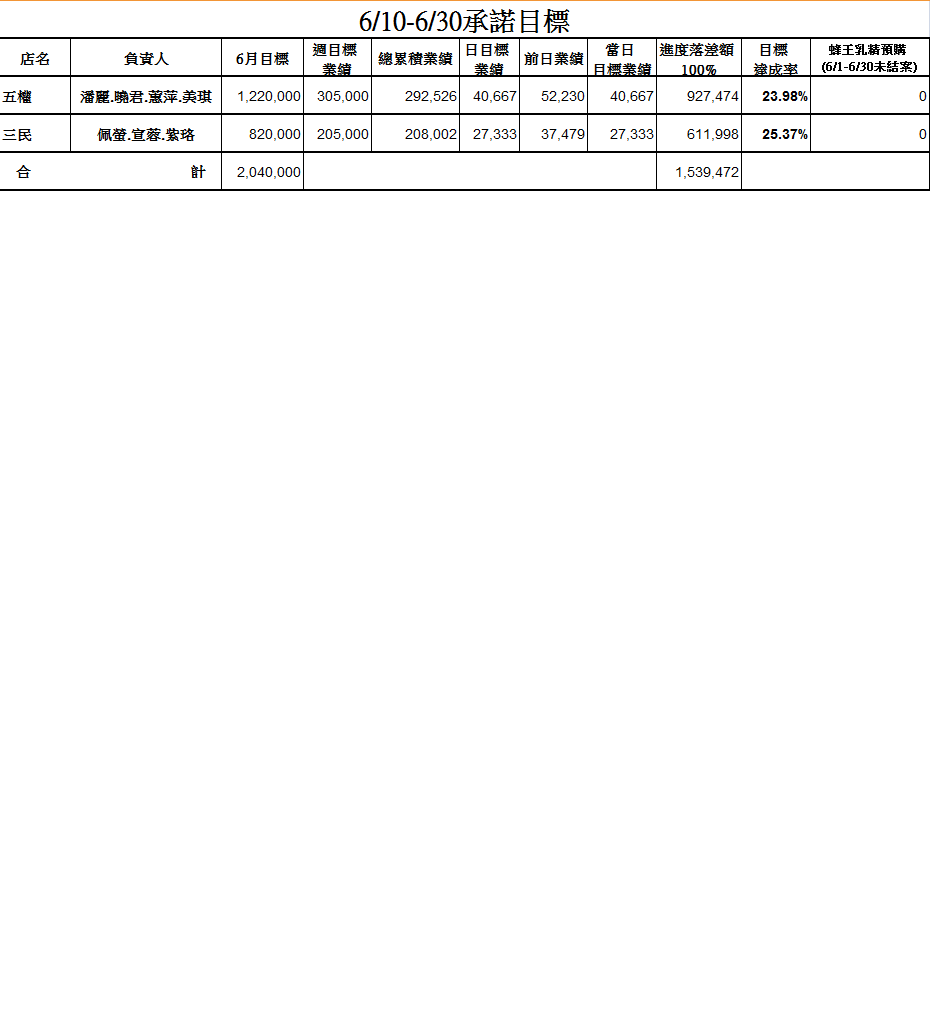 6/10-6/30承諾目標
店名 負責人 6月目標 週目標業績 總累積業績 日目標業績 前日業績 當日目標業績 進度落差額100% 目標達成率 蜂王乳精預購(6/1-6/30未結案)
五權 潘麗.曉君.蕙萍.美琪 1,220,000 305,000 292,526 40,667 52,230 40,667 927,474 23.98% 0
三民 佩螢.宣蓉.紫珞 820,000 205,000 208,002 27,333 37,479 27,333 611,998 25.37% 0
合計 2,040,000 1,539,472